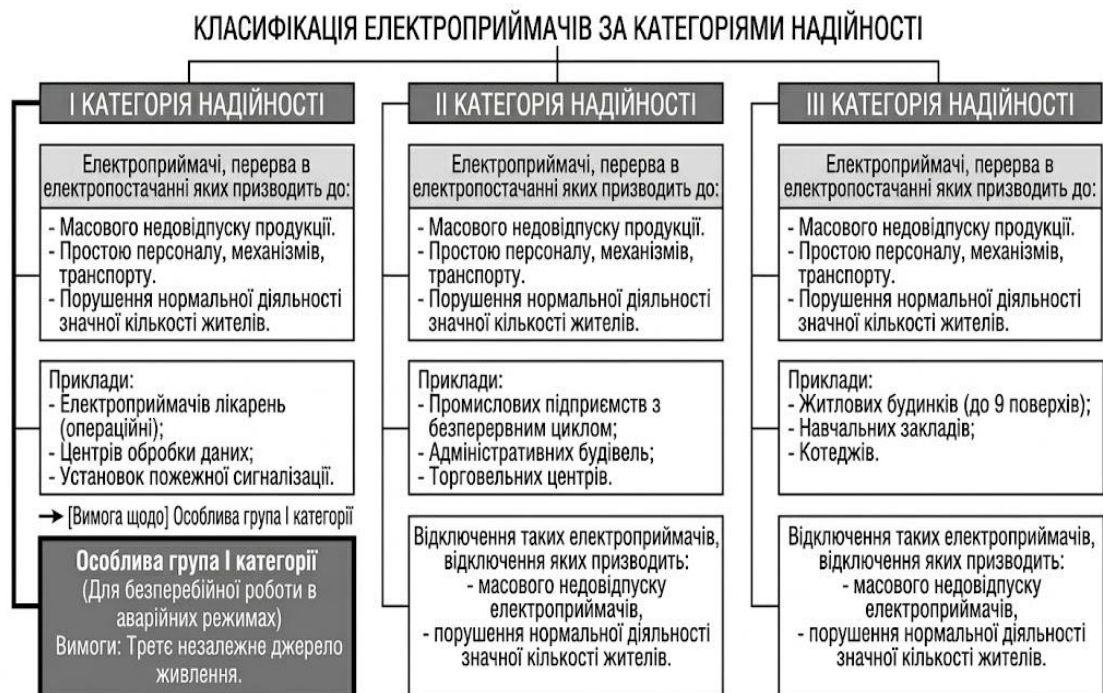 КЛАСИФІКАЦІЯ ЕЛЕКТРОПРИЙМАЧІВ ЗА КАТЕГОРІЯМИ НАДІЙНОСТІ
І КАТЕГОРІЯ НАДІЙНОСТІ
Електроприймачі, перерва в
електропостачанні яких призводить до:
- Масового недовідпуску продукції.
- Простою персоналу, механізмів,
транспорту.
- Порушення нормальної діяльності
значної кількості жителів.
Приклади:
- Електроприймачів лікарень
(операційні);
- Центрів обробки даних;
- Установок пожежної сигналізації.
→ [Вимога щодо] Особлива група І категорії
Особлива група І категорії
(Для безперебійної роботи в
аварійних режимах)
Вимоги: Третє незалежне джерело
живлення.
ІІ КАТЕГОРІЯ НАДІЙНОСТІ
Електроприймачі, перерва в
електропостачанні яких призводить до:
- Масового недовідпуску продукції.
- Простою персоналу, механізмів,
транспорту.
- Порушення нормальної діяльності
значної кількості жителів.
Приклади:
- Промислових підприємств з
безперервним циклом;
- Адміністративних будівель;
- Торговельних центрів.
Відключення таких електроприймачів,
відключення яких призводить:
- масового недовідпуску
електроприймачів,
- порушення нормальної діяльності
значної кількості жителів.
ІІІ КАТЕГОРІЯ НАДІЙНОСТІ
Електроприймачі, перерва в
електропостачанні яких призводить до:
- Масового недовідпуску продукції.
- Простою персоналу, механізмів,
транспорту.
- Порушення нормальної діяльності
значної кількості жителів.
Приклади:
- Житлових будинків (до 9 поверхів);
- Навчальних закладів;
- Котеджів.
Відключення таких електроприймачів,
відключення яких призводить:
- масового недовідпуску
електроприймачів,
- порушення нормальної діяльності
значної кількості жителів.